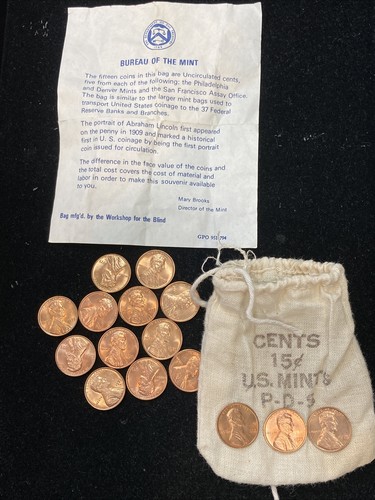 BUREAU OF THE MINT
The fifteen coins in this bag are Uncirculated cents,
five from each of the following: the Philadelphia
and Denver Mints and the San Francisco Assay Office.
The bag is similar to the larger mint bags used to
transport United States coinage to the 37 Federal
Reserve Banks and Branches.
The portrait of Abraham Lincoln first appeared
on the penny in 1909 and marked a historical
fast in U. S. coinage by being the first portrait
coin issued for circulation.
The difference in the face value of the coins and
the total cost covers the cost of material and
labor in order to make this souvenir available
to you.
Mary Brooks
Director of the Mint
Bag mfg'd. by the Workshop for the Blind
GPO
CENTS
15¢
U.S. MINTS
P-D-S